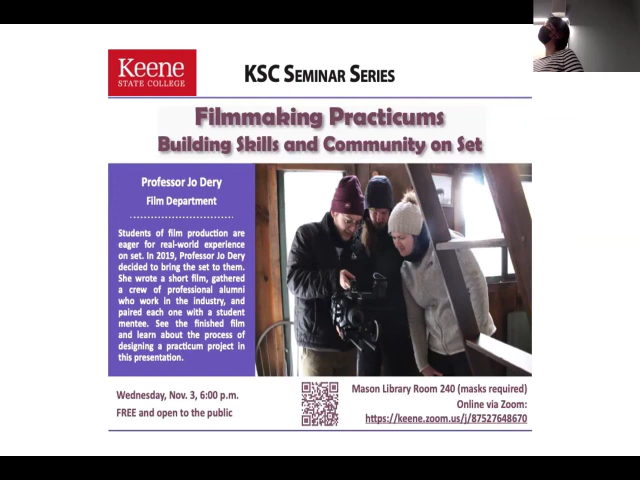 Keene
STATE COLLEGE
KSC SEMINAR SERIES
Filmmaking Practicums
Building Skills and Community on Set
Professor Jo Dery
Film Department
Students of film production are
eager for real-world experience
on set. In 2019, Professor Jo Dery
decided to bring the set to them.
She wrote a short film, gathered
a crew of professional alumni
who work in the industry, and
paired each one with a student
mentee. See the finished film
and learn about the process of
designing a practicum project in
this presentation.
Wednesday, Nov. 3, 6:00 p.m.
FREE and open to the public
Mason Library Room 240 (masks required)
Online via Zoom:
https://keene.zoom.us/j/87527648670